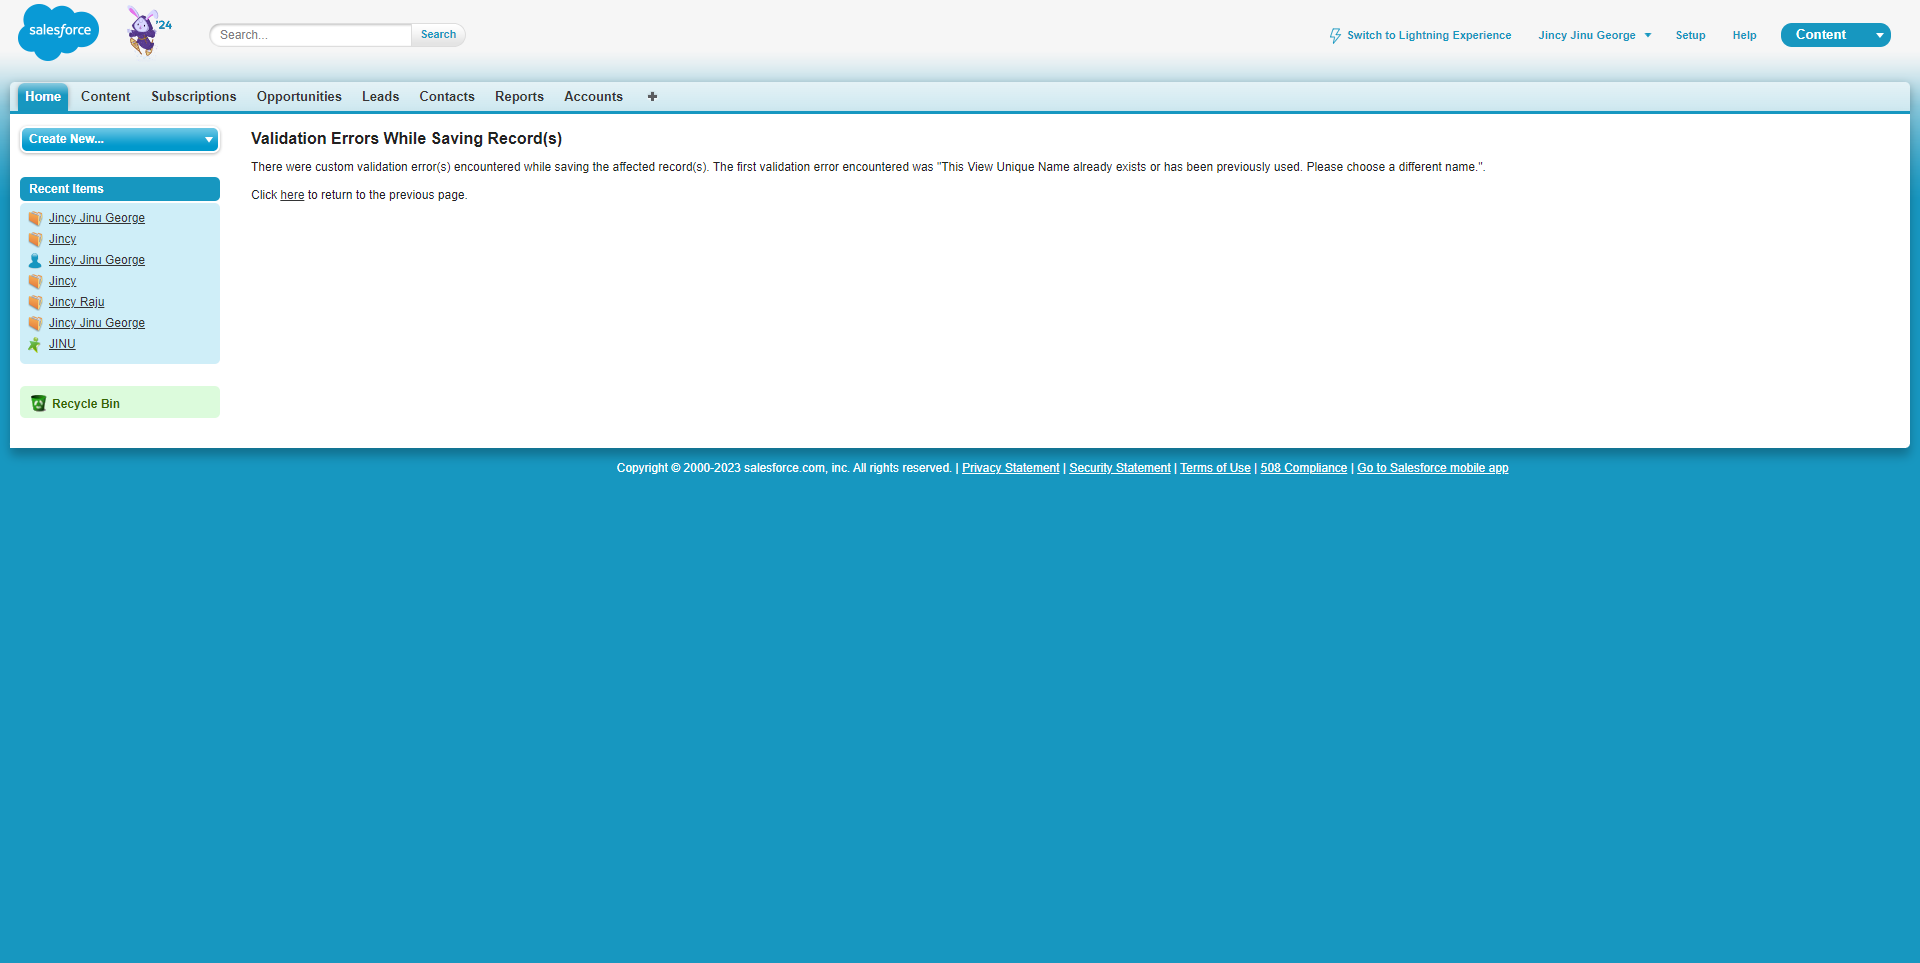 salesforce
'24
Search...
Search
Switch to Lightning Experience
Jincy Jinu George
Setup
Help
Content
Home
Content
Subscriptions
Opportunities
Leads
Contacts
Reports
Accounts
Create New...
Recent Items
Jincy Jinu George
Jincy
Jincy Jinu George
Jincy
Jincy Raju
Jincy Jinu George
JINU
Recycle Bin
Validation Errors While Saving Record(s)
There were custom validation error(s) encountered while saving the affected record(s). The first validation error encountered was "This View Unique Name already exists or has been previously used. Please choose a different name.".
Click here to return to the previous page.
Copyright © 2000-2023 salesforce.com, inc. All rights reserved. | Privacy Statement | Security Statement | Terms of Use | 508 Compliance | Go to Salesforce mobile app